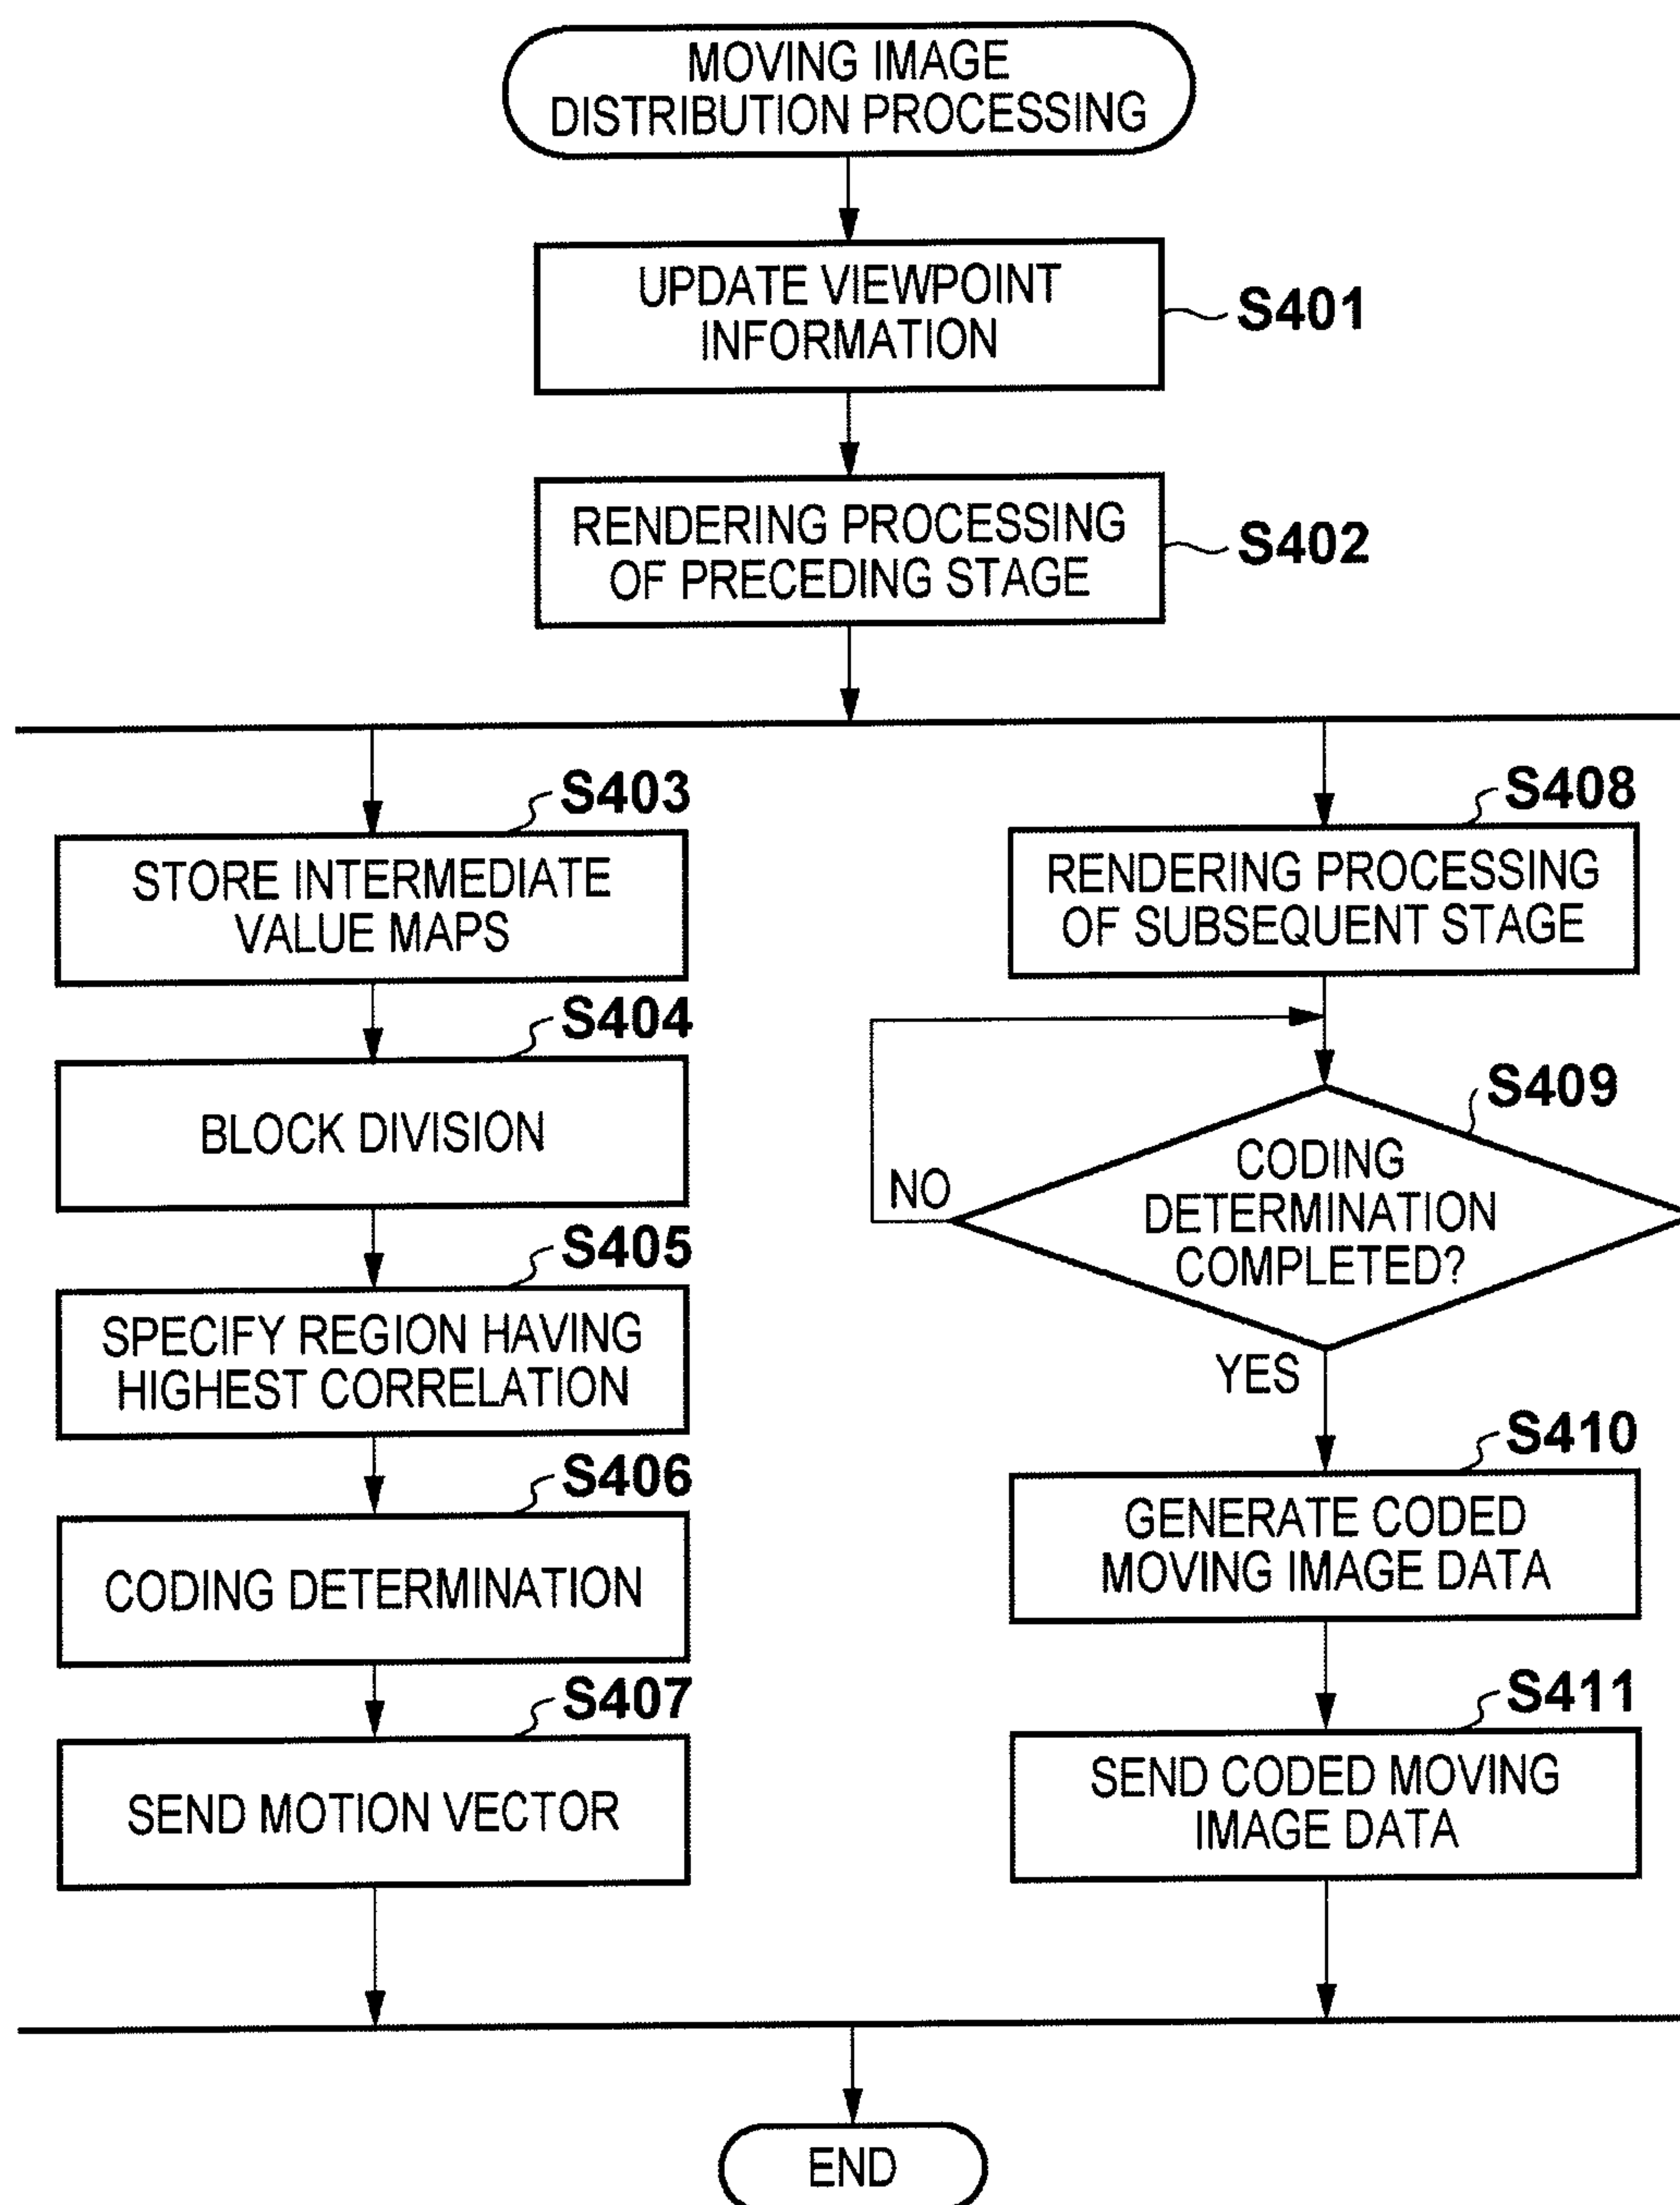 MOVING IMAGE
DISTRIBUTION PROCESSING
UPDATE VIEWPOINT
INFORMATION
S401
RENDERING PROCESSING
OF PRECEDING STAGE
S402
S403
STORE INTERMEDIATE
VALUE MAPS
S404
BLOCK DIVISION
S405
SPECIFY REGION HAVING
HIGHEST CORRELATION
S406
CODING DETERMINATION
S407
SEND MOTION VECTOR
S408
RENDERING PROCESSING
OF SUBSEQUENT STAGE
S409
CODING
DETERMINATION
COMPLETED?
NO
YES
S410
GENERATE CODED
MOVING IMAGE DATA
S411
SEND CODED MOVING
IMAGE DATA
END